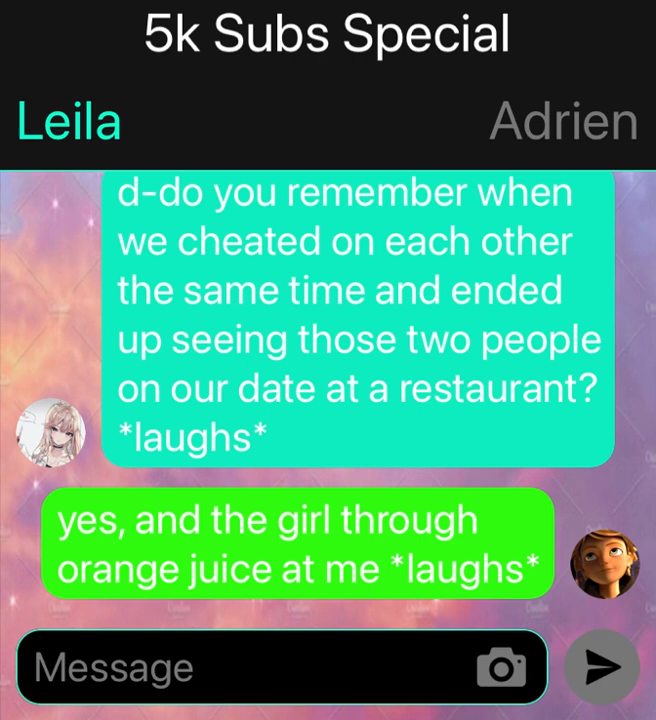 5k Subs Special
Leila
Adrien
d-do you remember when
we cheated on each other
the same time and ended
up seeing those two people
on our date at a restaurant?
*laughs*
yes, and the girl through
orange juice at me *laughs*
Message